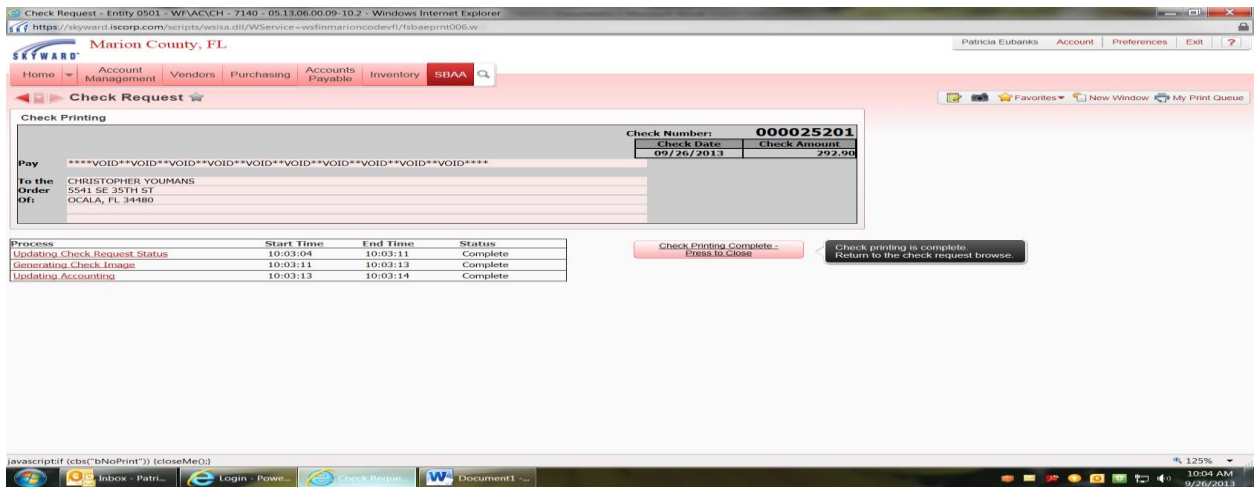 Check Request - Entity 0501 - WF\AC\CH - 7140 - 05.13.06.00.09-10.2 - Windows Internet Explorer
https://skyward.iscorp.com/scripts/wsisa.dll/WService=wsfinmarioncodevfl/fsbaeprnt006.w
SKYWARD
Marion County, FL
Patricia Eubanks Account Preferences Exit ?
Home Account Management Vendors Purchasing Accounts Payable Inventory SBAA
Check Request
Favorites New Window My Print Queue
Check Printing
Check Number: 000025201
Check Date Check Amount
09/26/2013 292.90
Pay ****VOID**VOID**VOID**VOID**VOID**VOID**VOID**VOID**VOID****
To the CHRISTOPHER YOUMANS
Order 5541 SE 35TH ST
Of: OCALA, FL 34480
Process Start Time End Time Status
Updating Check Request Status 10:03:04 10:03:11 Complete
Generating Check Image 10:03:11 10:03:13 Complete
Updating Accounting 10:03:13 10:03:14 Complete
Check Printing Complete -
Press to Close
Check printing is complete.
Return to the check request browse.
javascript:if (cbs("bNoPrint")) {closeMe();}
125%
Inbox - Patri... Login - Powe... Check Reque... Document1 -...
10:04 AM
9/26/2013